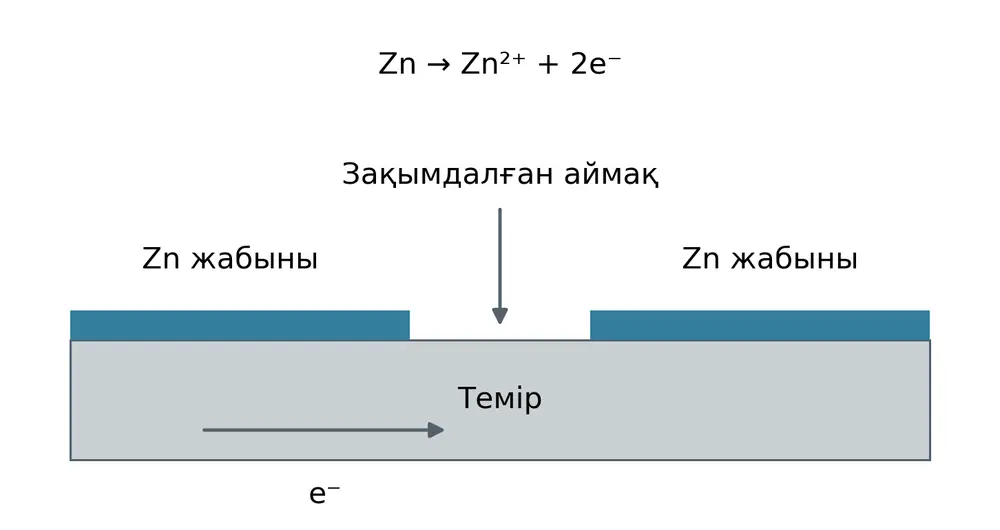 Zn → Zn²⁺ + 2e⁻
Зақымдалған аймақ
Zn жабыны
Zn жабыны
Темір
e⁻